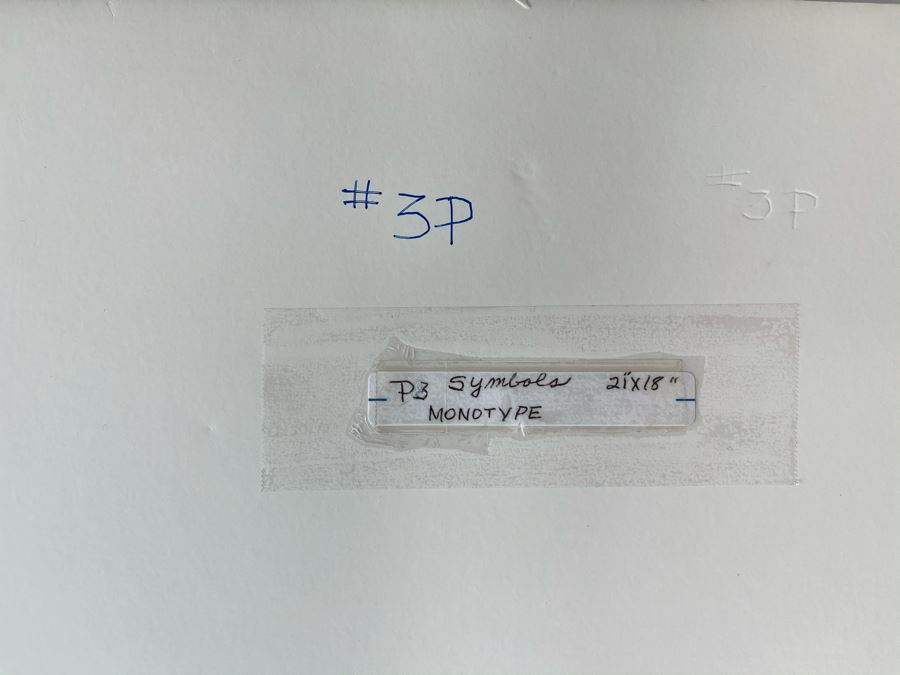 # 3P
# 3P
P3 Symbols 21"X18"
MONOTYPE